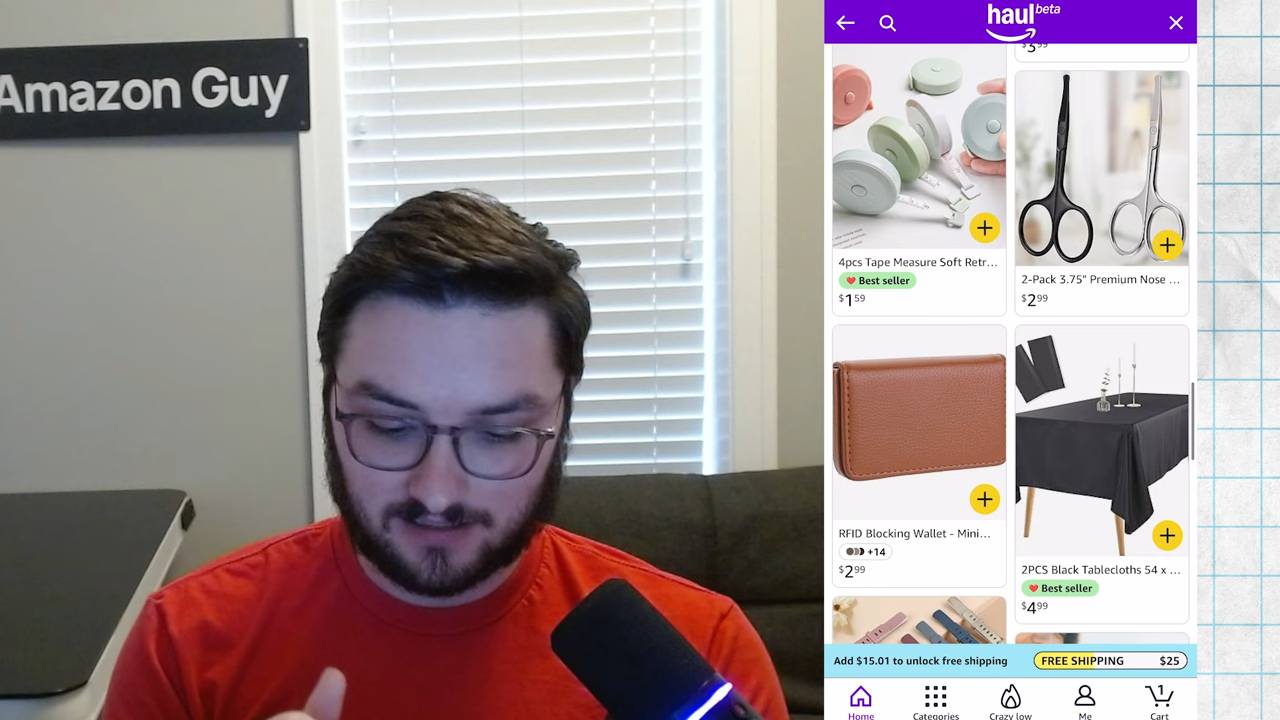 Amazon Guy
haul beta
$3 99
4pcs Tape Measure Soft Retr...
Best seller
$1 59
2-Pack 3.75" Premium Nose ...
$2 99
RFID Blocking Wallet - Mini...
+14
$2 99
2PCS Black Tablecloths 54 x ...
Best seller
$4 99
Add $15.01 to unlock free shipping
FREE SHIPPING $25
Home
Categories
Crazy low
Me
1
Cart